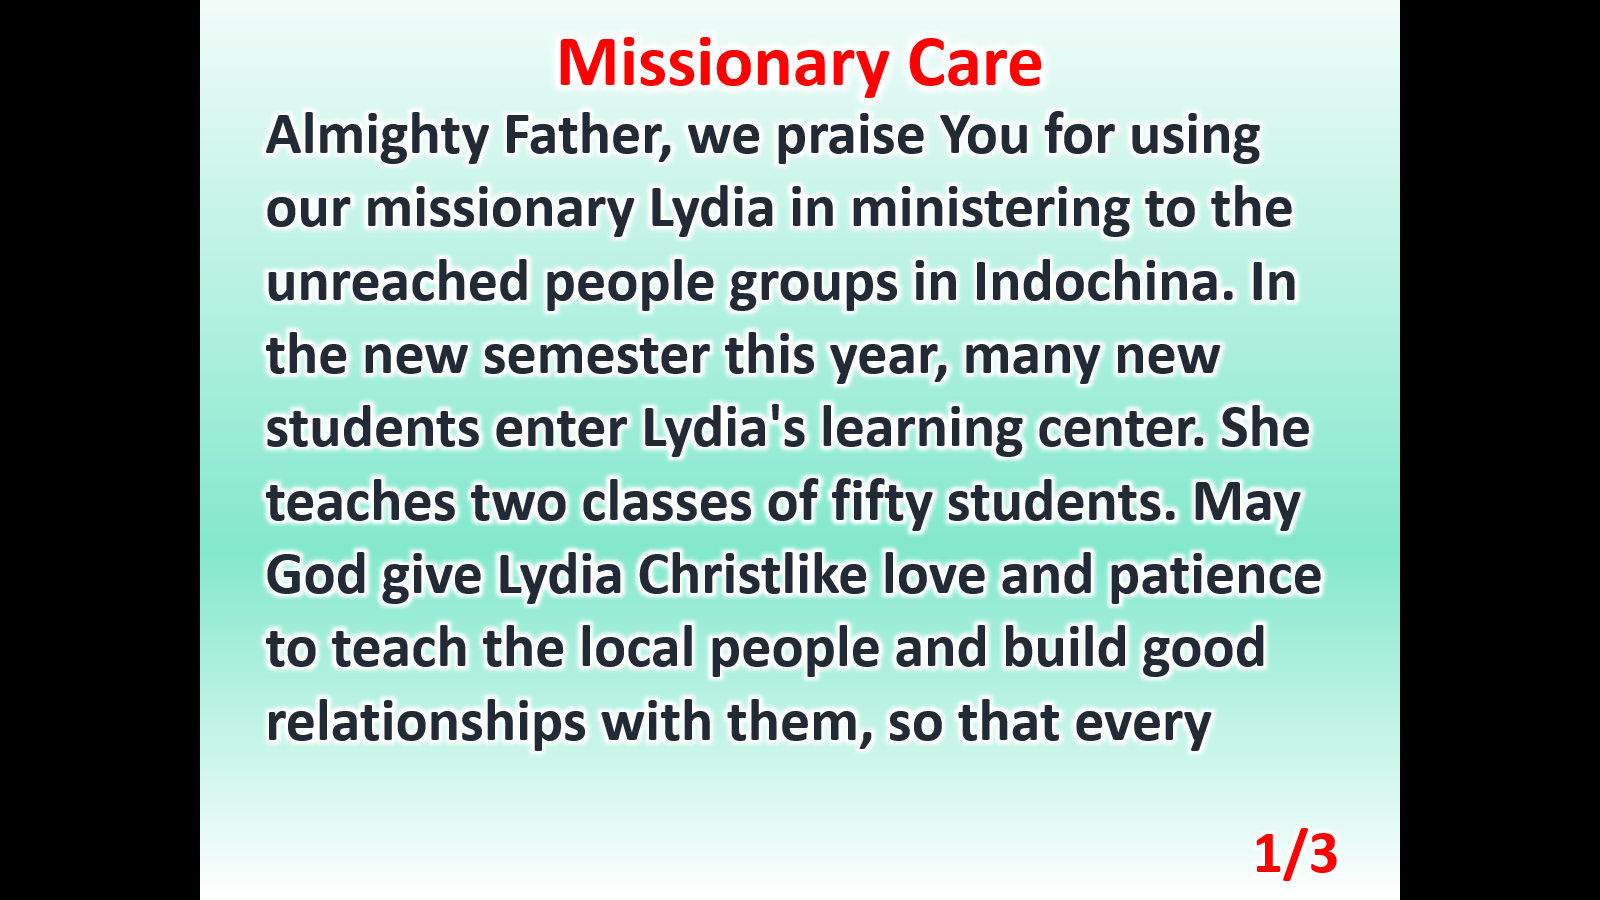 Missionary Care
Almighty Father, we praise You for using
our missionary Lydia in ministering to the
unreached people groups in Indochina. In
the new semester this year, many new
students enter Lydia's learning center. She
teaches two classes of fifty students. May
God give Lydia Christlike love and patience
to teach the local people and build good
relationships with them, so that every
1/3